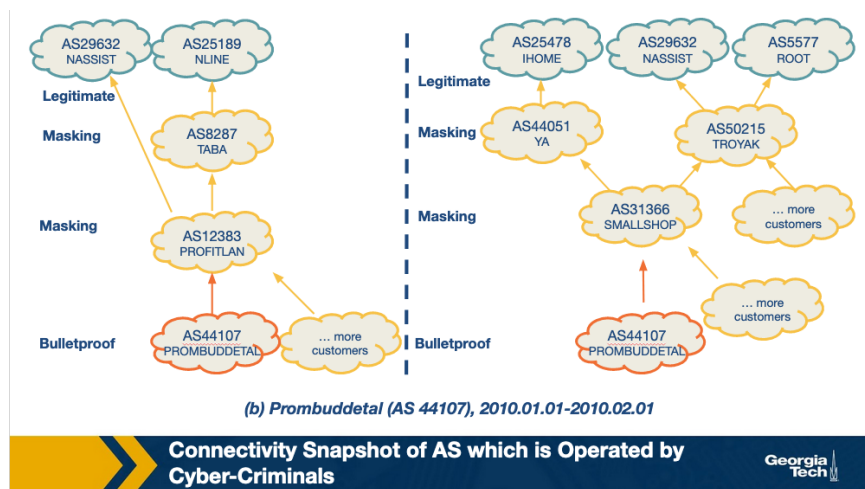 AS29632
NASSIST
AS25189
NLINE
Legitimate
Masking
AS8287
TABA
Masking
AS12383
PROFITLAN
Bulletproof
AS44107
PROMBUDDETAL
... more
customers
AS25478
IHOME
AS29632
NASSIST
AS5577
ROOT
Legitimate
Masking
AS44051
YA
AS50215
TROYAK
Masking
AS31366
SMALLSHOP
... more
customers
... more
customers
Bulletproof
AS44107
PROMBUDDETAL
(b) Prombuddetal (AS 44107), 2010.01.01-2010.02.01
Connectivity Snapshot of AS which is Operated by
Cyber-Criminals
Georgia
Tech